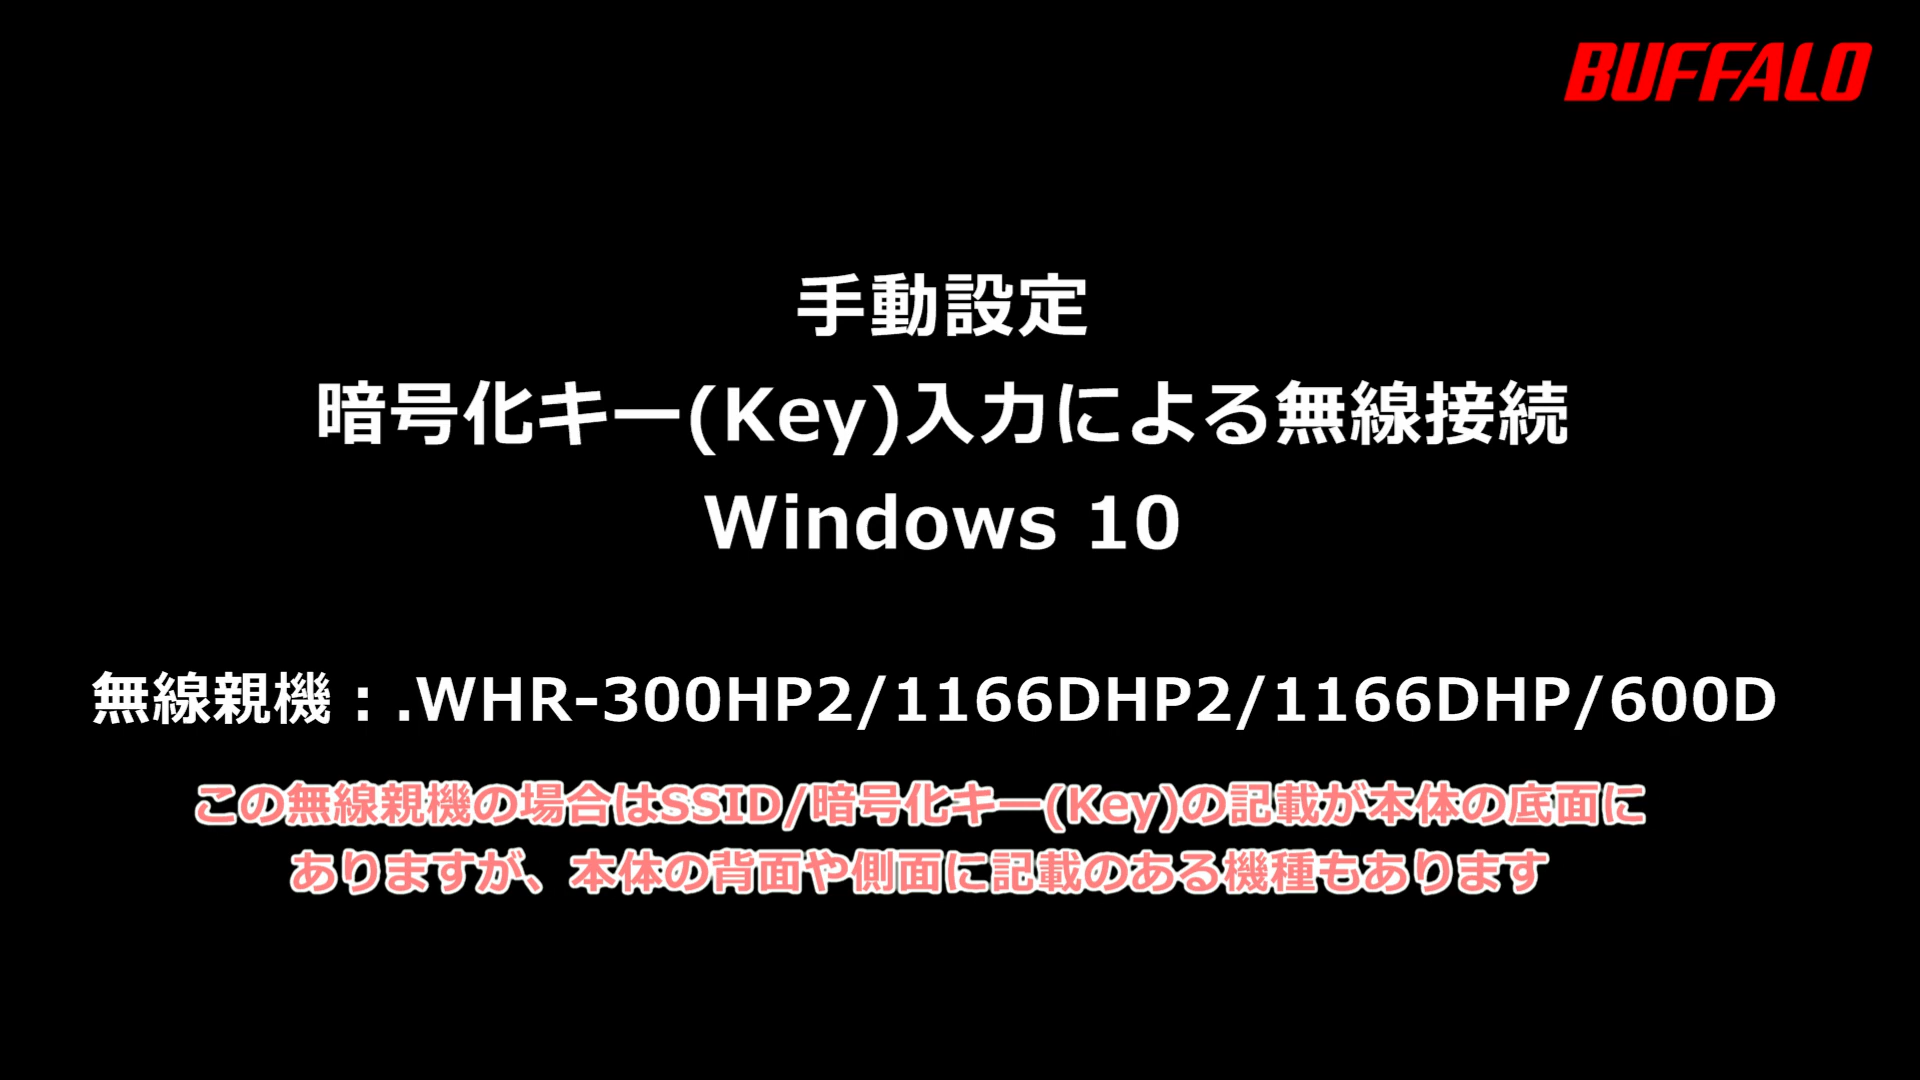 BUFFALO
手動設定
暗号化キー(Key)入力による無線接続
Windows 10
無線親機：.WHR-300HP2/1166DHP2/1166DHP/600D
この無線親機の場合はSSID/暗号化キー(Key)の記載が本体の底面に
ありますが、本体の背面や側面に記載のある機種もあります